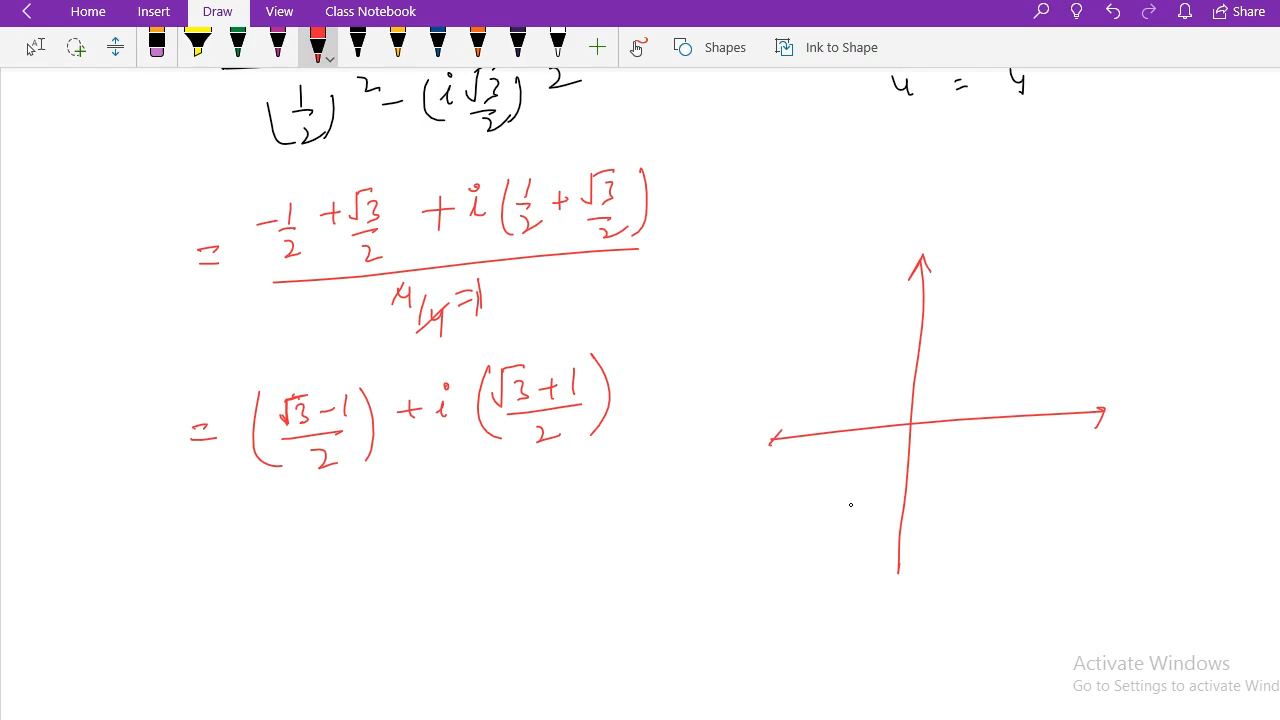 Home Insert Draw View Class Notebook Share
Shapes Ink to Shape
(1/2)² - (i √3/2)²
4 = 4
= (-1/2 + √3/2 + i (1/2 + √3/2)) / (4/4 = 1)
= ((√3 - 1)/2) + i ((√3 + 1)/2)
Activate Windows
Go to Settings to activate Wind